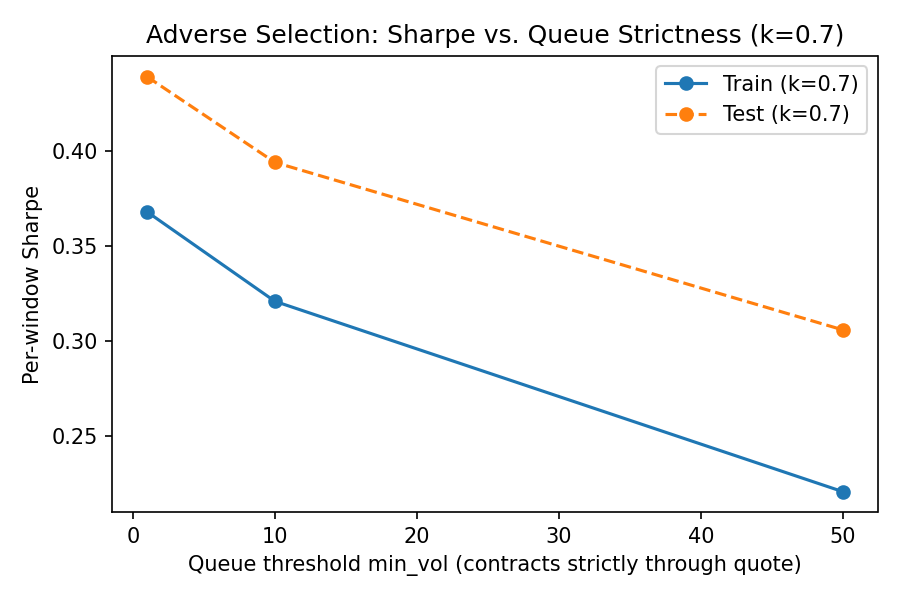 Adverse Selection: Sharpe vs. Queue Strictness (k=0.7)
Train (k=0.7)
Test (k=0.7)
Per-window Sharpe
0.40
0.35
0.30
0.25
0 10 20 30 40 50
Queue threshold min_vol (contracts strictly through quote)